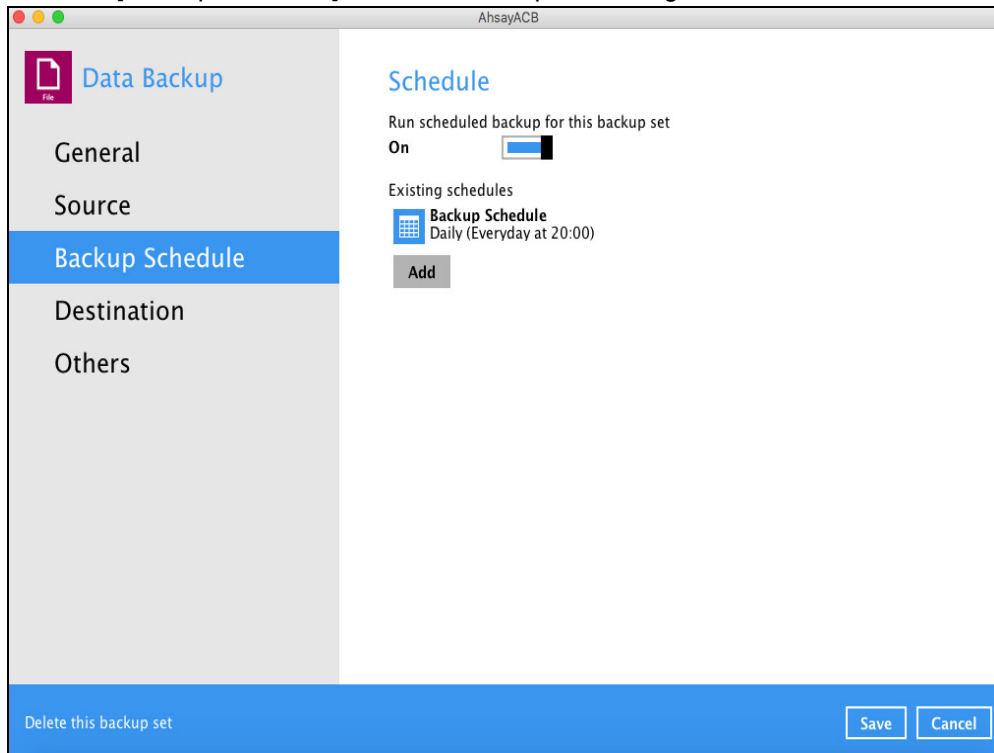 AhsayACB
File
Data Backup
General
Source
Backup Schedule
Destination
Others
Schedule
Run scheduled backup for this backup set
On
Existing schedules
Backup Schedule
Daily (Everyday at 20:00)
Add
Delete this backup set
Save
Cancel